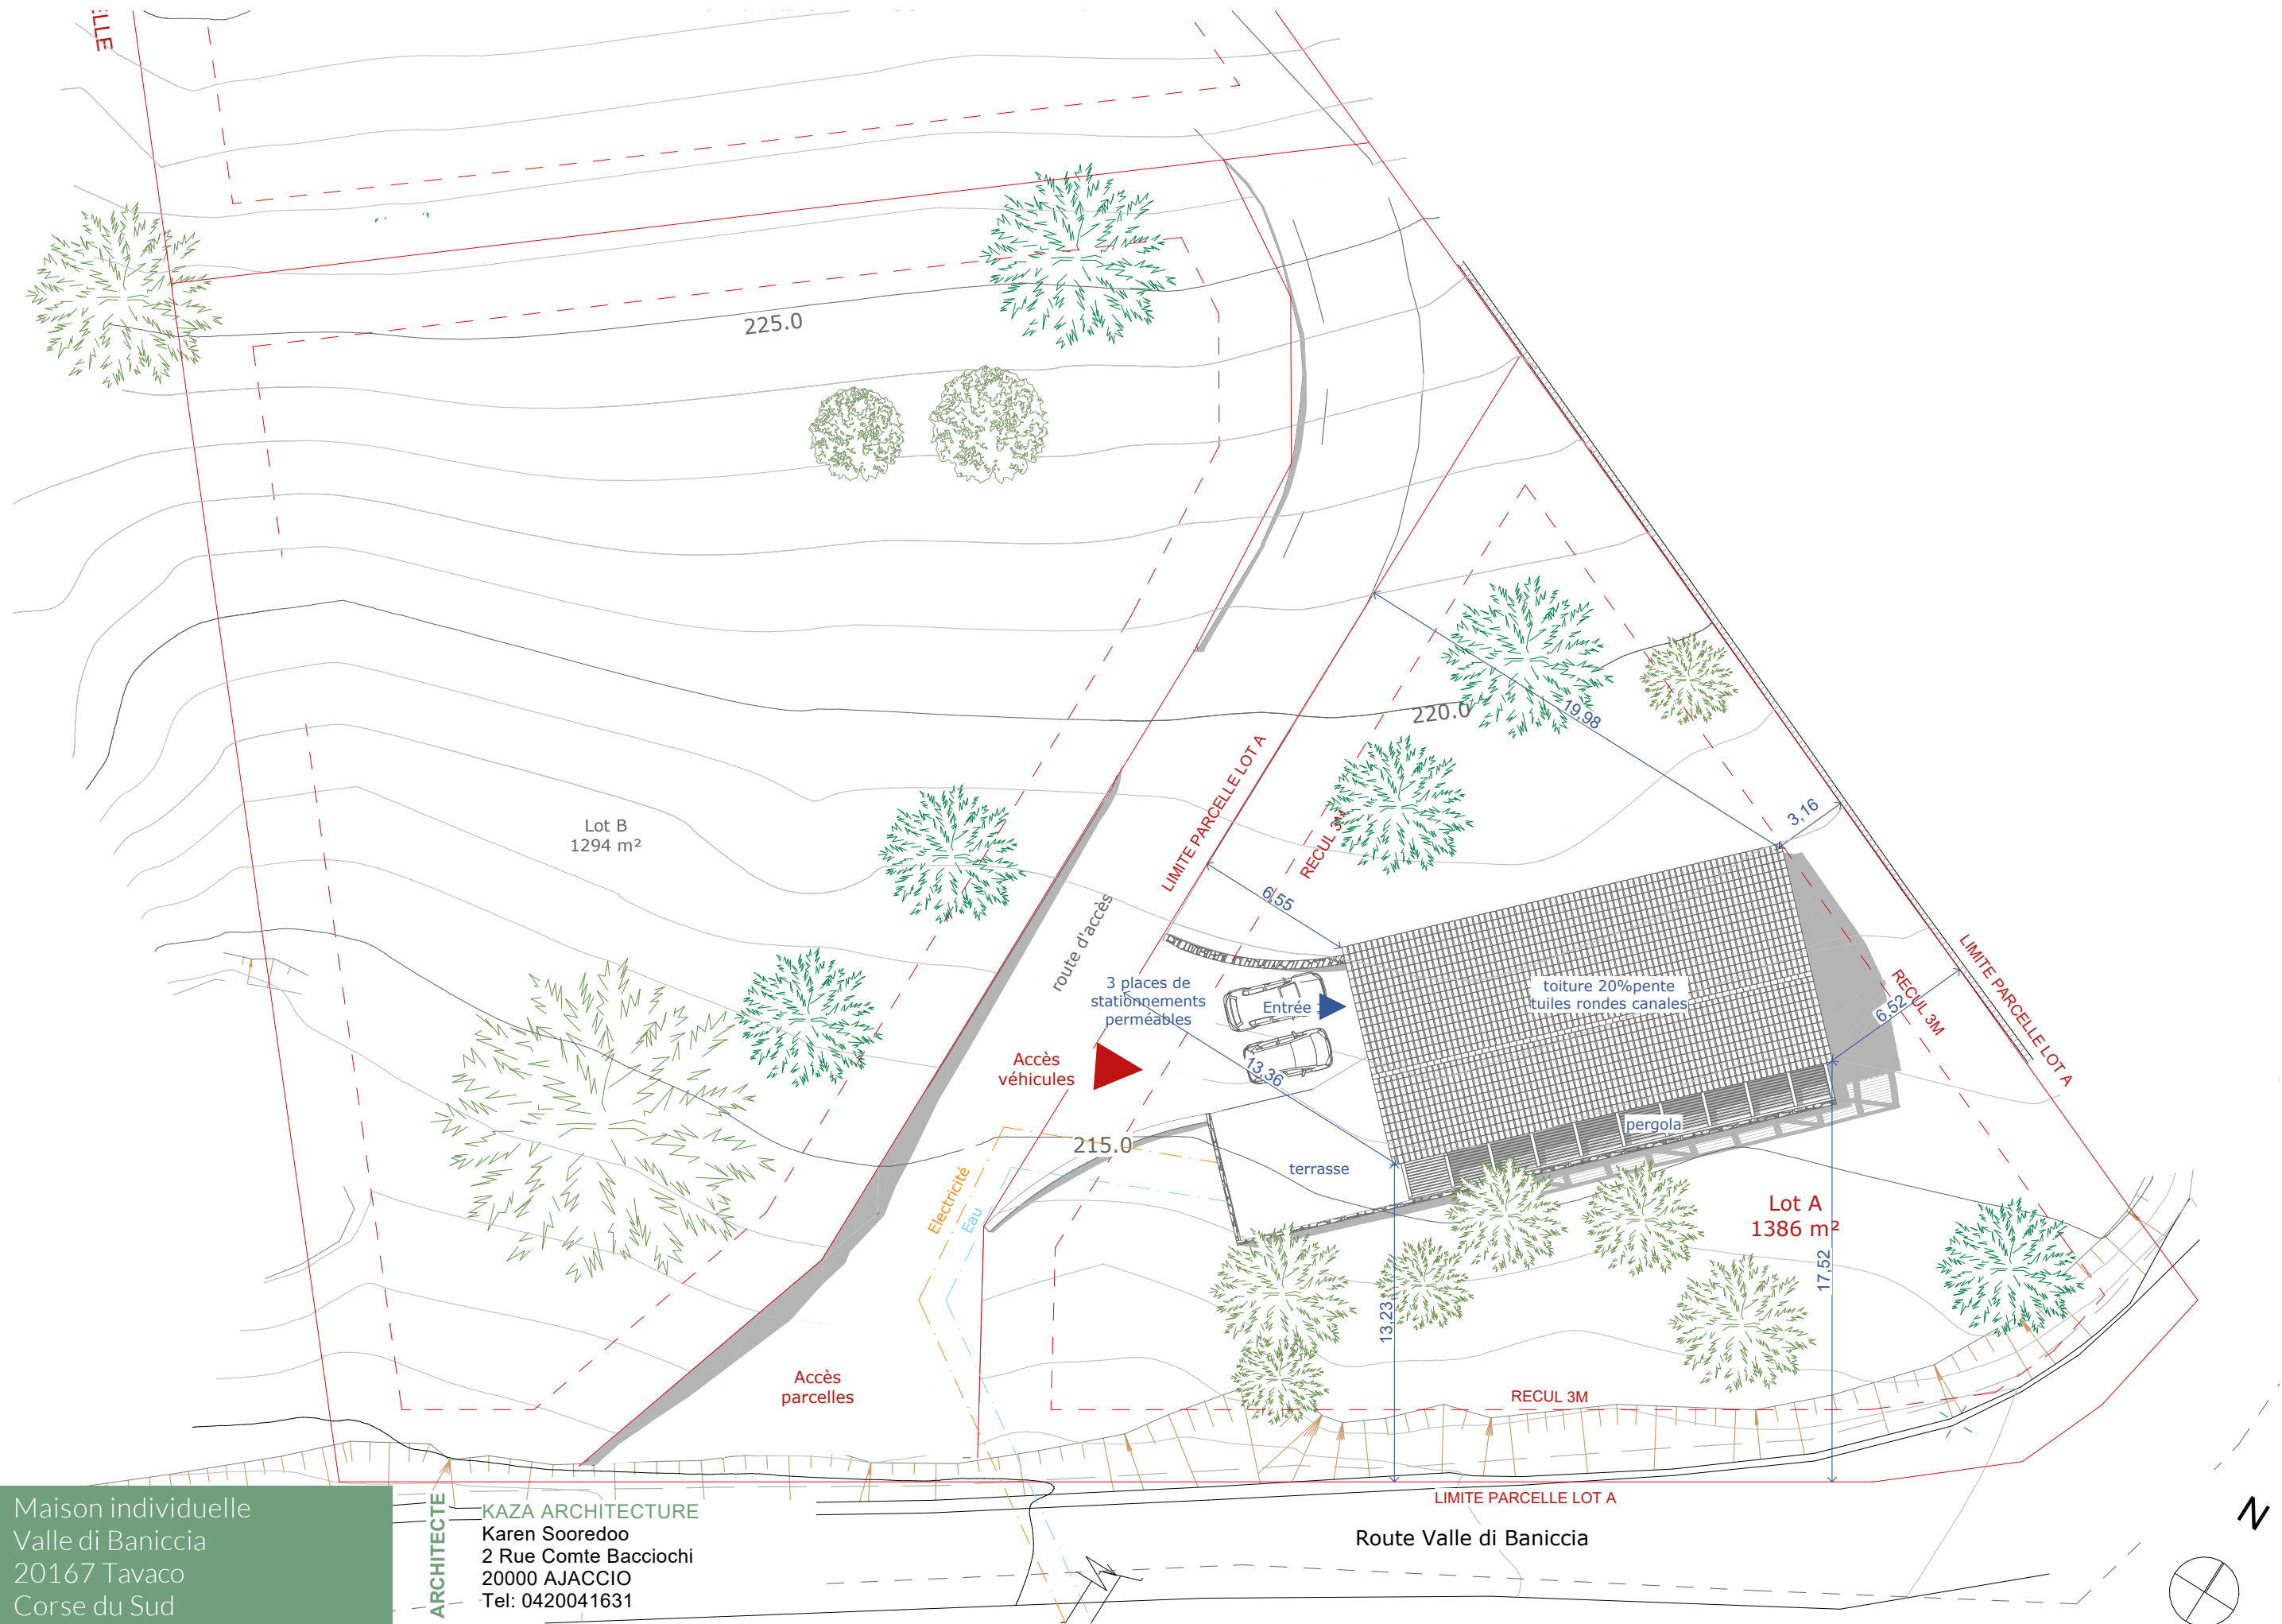 ELLE
225.0
220.0
19,98
3,16
LIMITE PARCELLE LOT A
RECUL 3M
Lot B
1294 m²
6,55
route d'accès
3 places de
stationnements
perméables
Entrée
toiture 20%pente
tuiles rondes canales
LIMITE PARCELLE LOT A
RECUL 3M
6,52
Accès
véhicules
13,36
pergola
215.0
terrasse
Electricité
Eau
Lot A
1386 m²
17,52
13,23
Accès
parcelles
RECUL 3M
LIMITE PARCELLE LOT A
Route Valle di Baniccia
N
Maison individuelle
Valle di Baniccia
20167 Tavaco
Corse du Sud
ARCHITECTE
KAZA ARCHITECTURE
Karen Sooredoo
2 Rue Comte Bacciochi
20000 AJACCIO
Tel: 0420041631